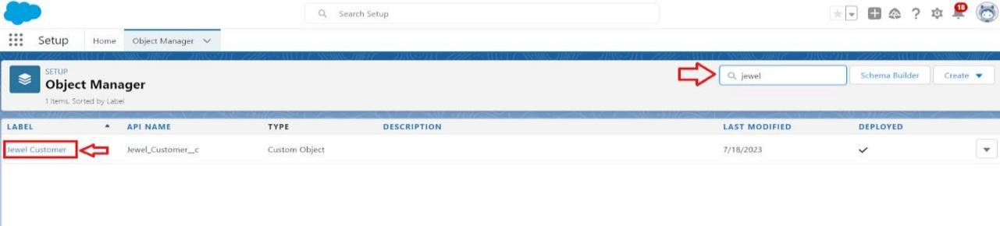 Search Setup
18
Setup Home Object Manager
SETUP
Object Manager
1 Items, Sorted by Label
jewel
Schema Builder
Create
LABEL API NAME TYPE DESCRIPTION LAST MODIFIED DEPLOYED
Jewel Customer Jewel_Customer__c Custom Object 7/18/2023